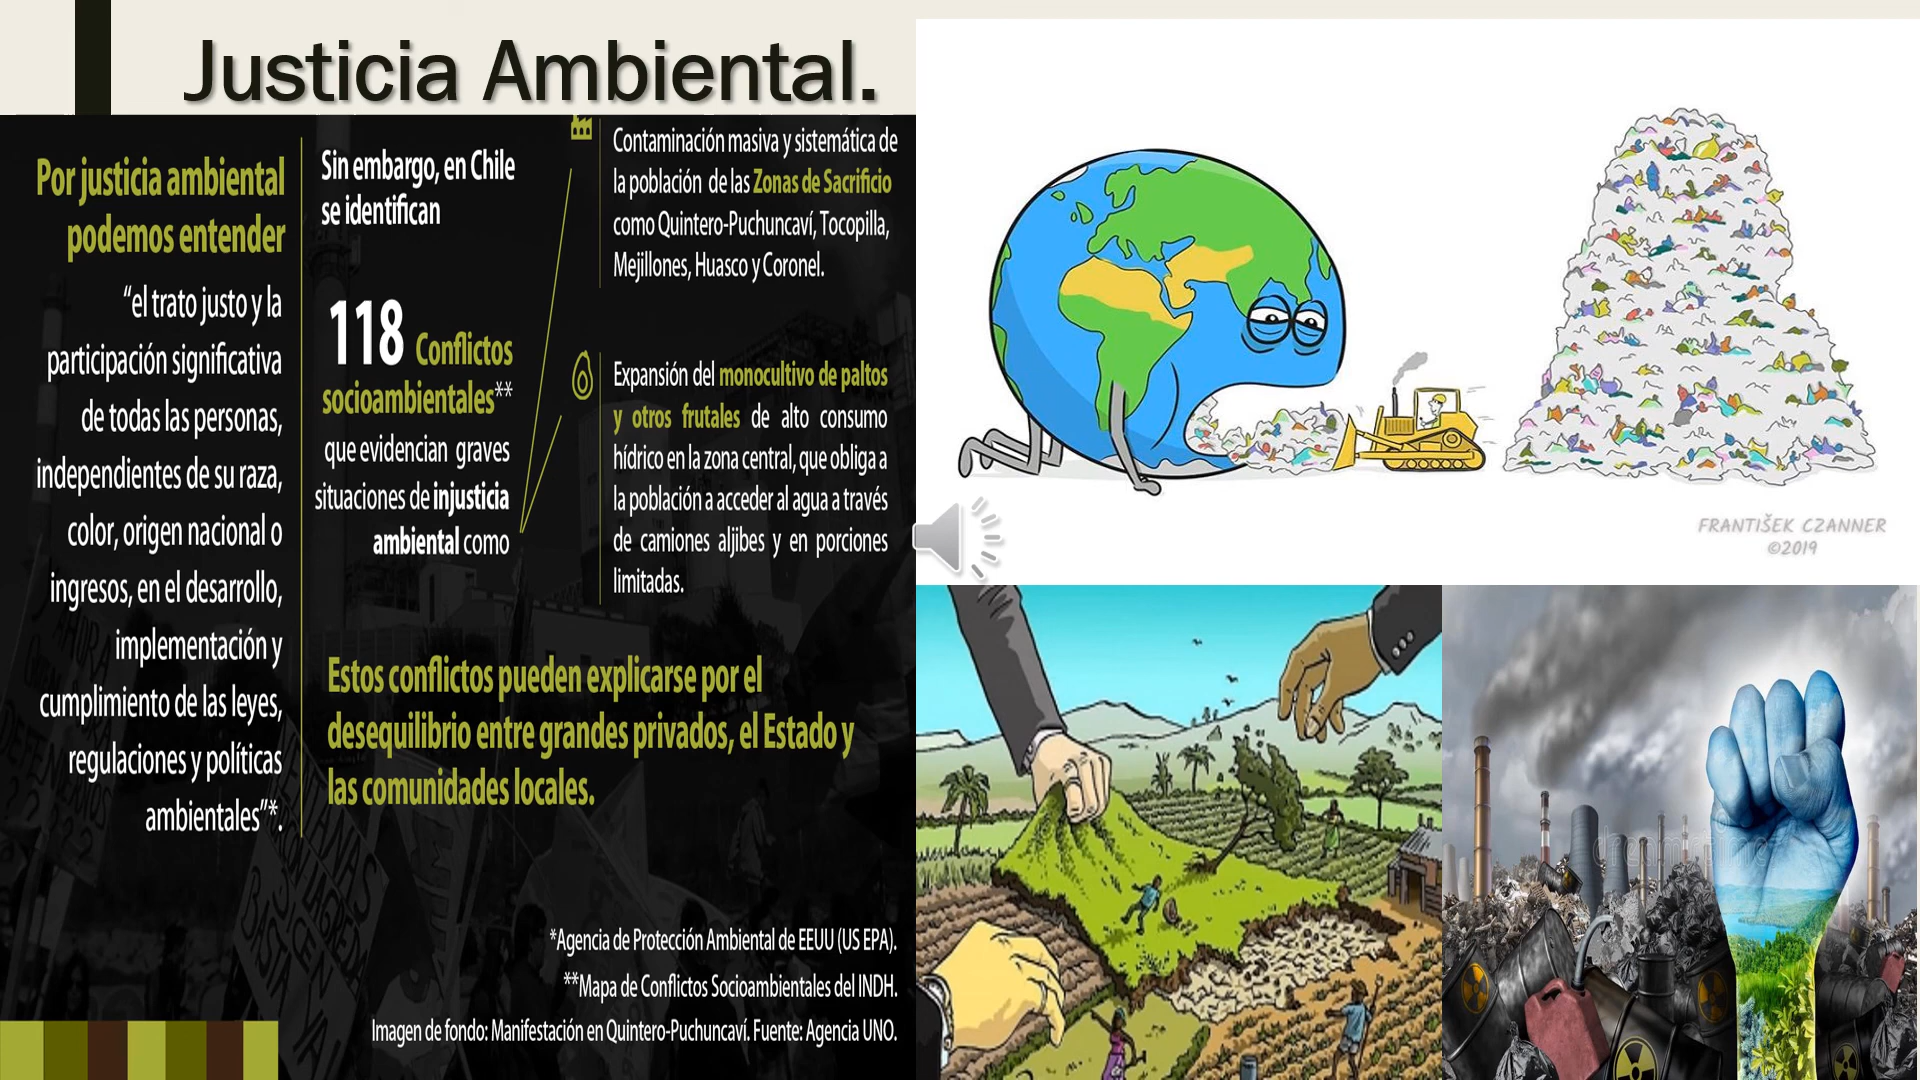 Justicia Ambiental.
Por justicia ambiental
podemos entender
“el trato justo y la
participación significativa
de todas las personas,
independientes de su raza,
color, origen nacional o
ingresos, en el desarrollo,
implementación y
cumplimiento de las leyes,
regulaciones y políticas
ambientales”*.
Sin embargo, en Chile
se identifican
118 Conflictos
socioambientales**
que evidencian graves
situaciones de injusticia
ambiental como
Contaminación masiva y sistemática de
la población de las Zonas de Sacrificio
como Quintero-Puchuncaví, Tocopilla,
Mejillones, Huasco y Coronel.
Expansión del monocultivo de paltos
y otros frutales de alto consumo
hídrico en la zona central, que obliga a
la población a acceder al agua a través
de camiones aljibes y en porciones
limitadas.
Estos conflictos pueden explicarse por el
desequilibrio entre grandes privados, el Estado y
las comunidades locales.
*Agencia de Protección Ambiental de EEUU (US EPA).
**Mapa de Conflictos Socioambientales del INDH.
Imagen de fondo: Manifestación en Quintero-Puchuncaví. Fuente: Agencia UNO.
FRANTIŠEK CZANNER
©2019